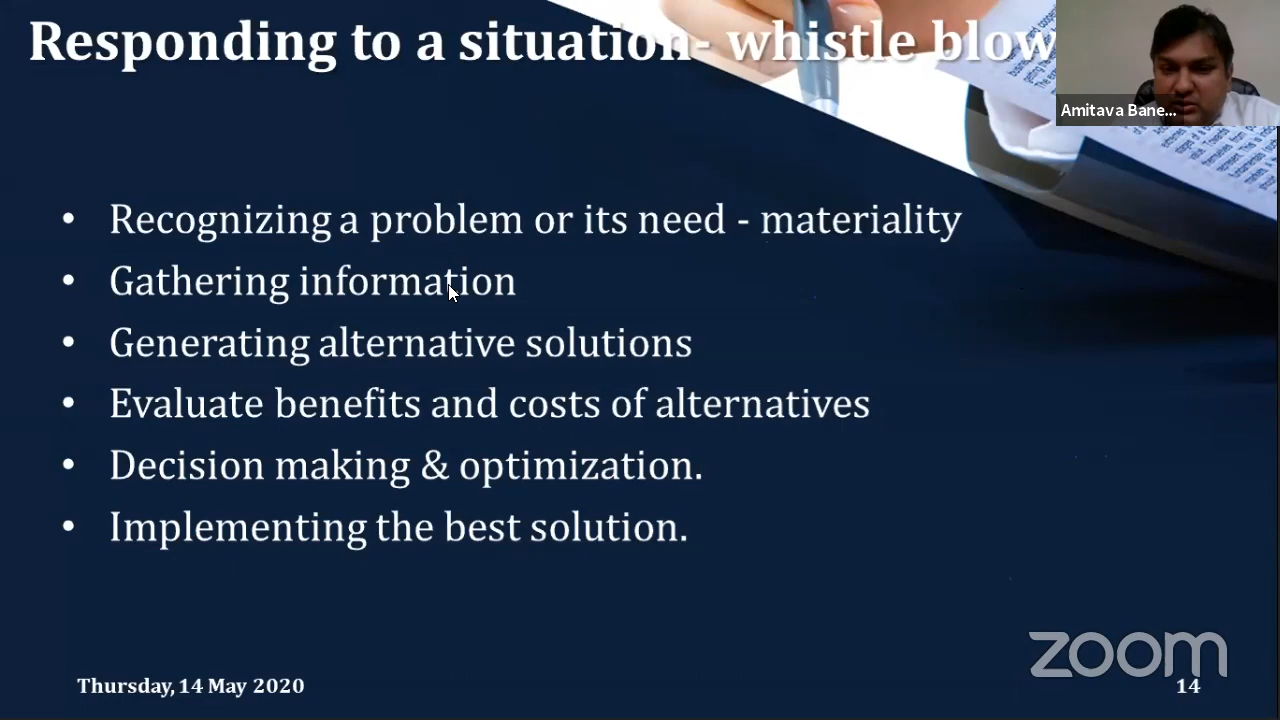 Responding to a situation- whistle blow
Amitava Bane...
• Recognizing a problem or its need - materiality
• Gathering information
• Generating alternative solutions
• Evaluate benefits and costs of alternatives
• Decision making & optimization.
• Implementing the best solution.
zoom
Thursday, 14 May 2020
14